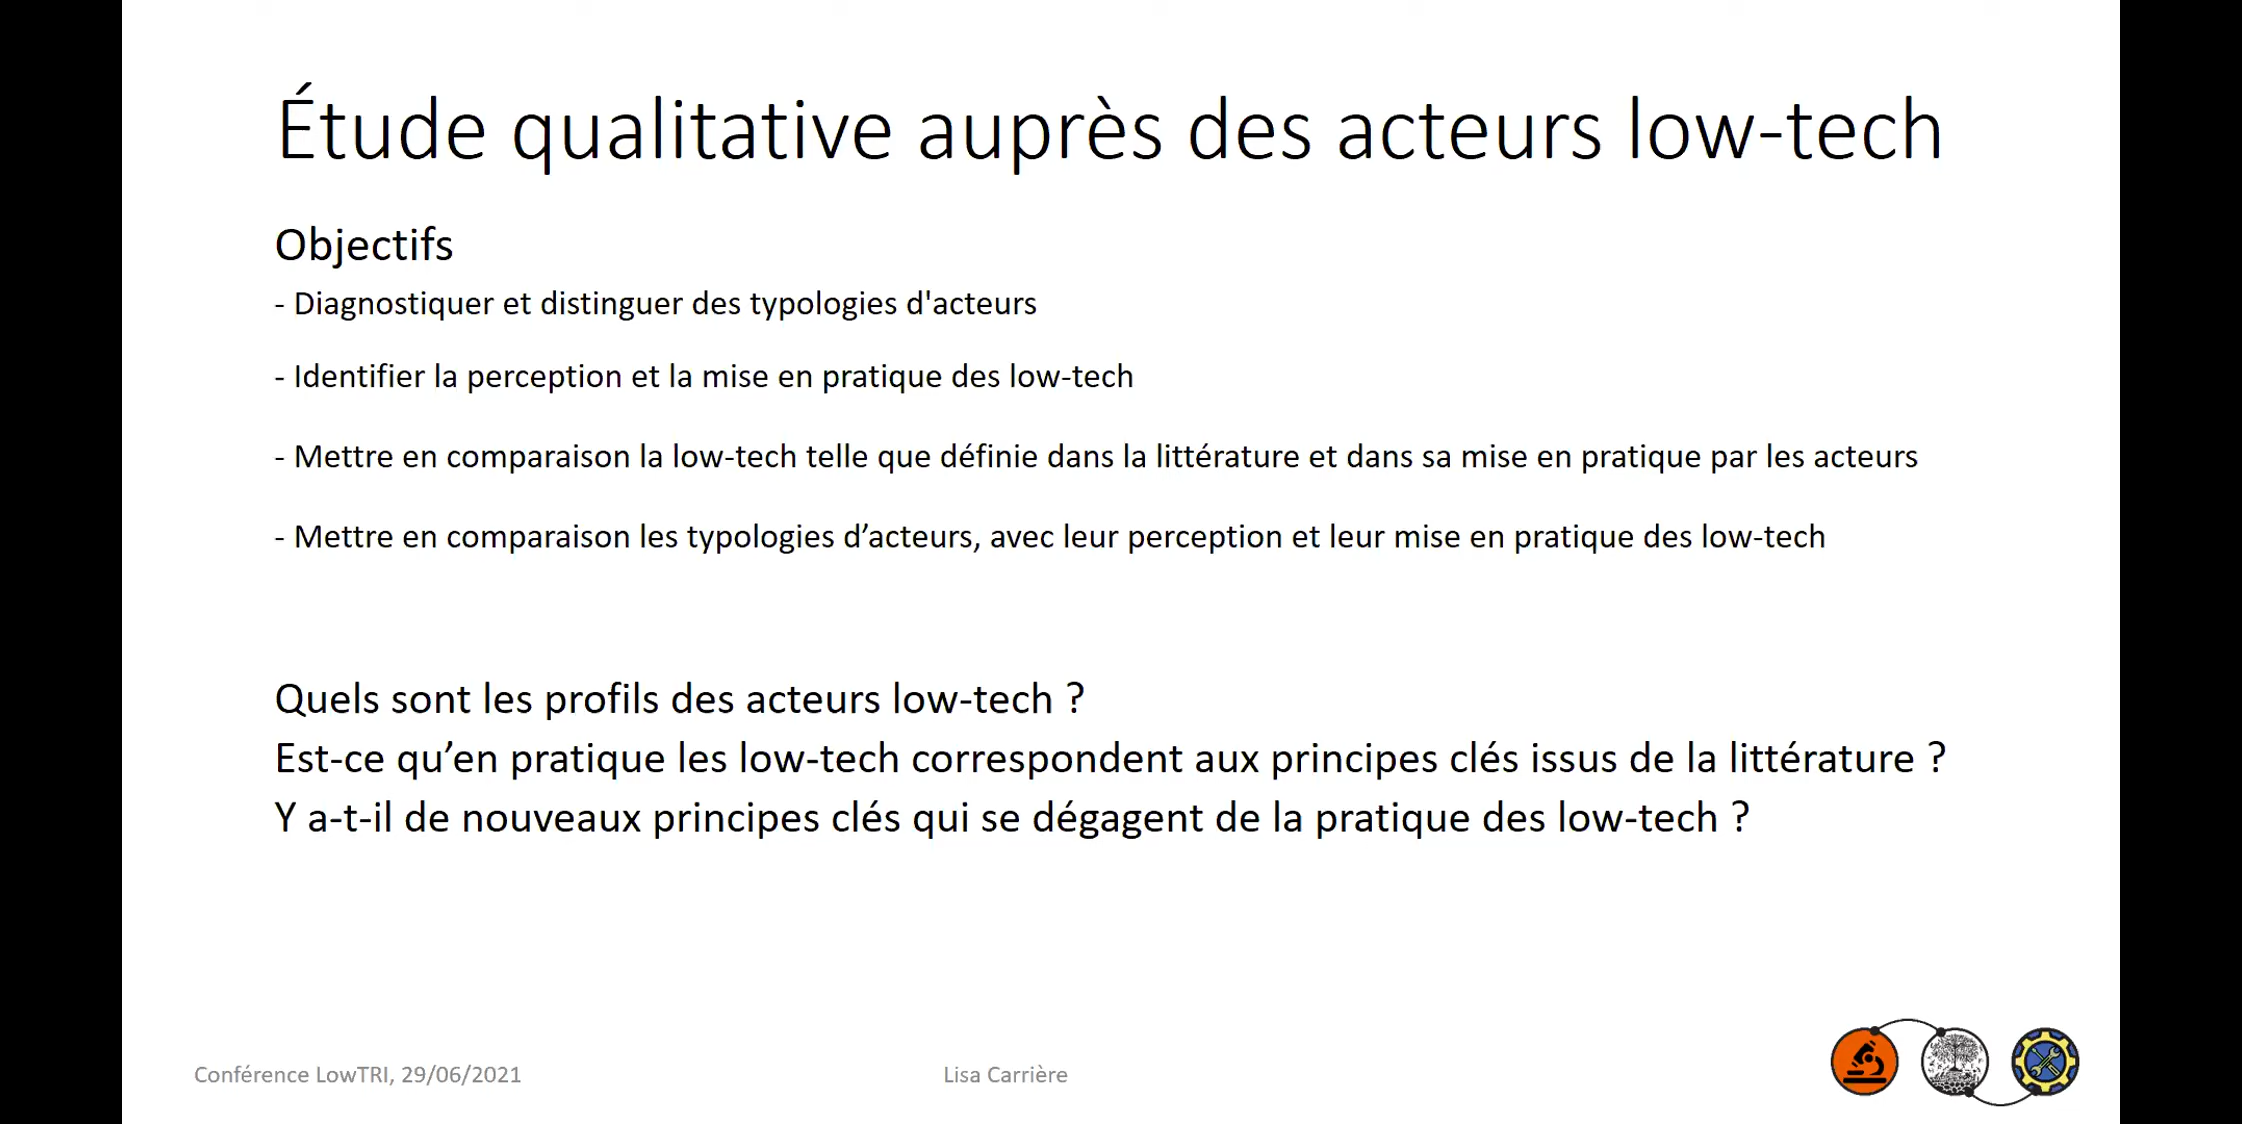 Étude qualitative auprès des acteurs low-tech
Objectifs
- Diagnostiquer et distinguer des typologies d'acteurs
- Identifier la perception et la mise en pratique des low-tech
- Mettre en comparaison la low-tech telle que définie dans la littérature et dans sa mise en pratique par les acteurs
- Mettre en comparaison les typologies d’acteurs, avec leur perception et leur mise en pratique des low-tech
Quels sont les profils des acteurs low-tech ?
Est-ce qu’en pratique les low-tech correspondent aux principes clés issus de la littérature ?
Y a-t-il de nouveaux principes clés qui se dégagent de la pratique des low-tech ?
Conférence LowTRI, 29/06/2021
Lisa Carrière